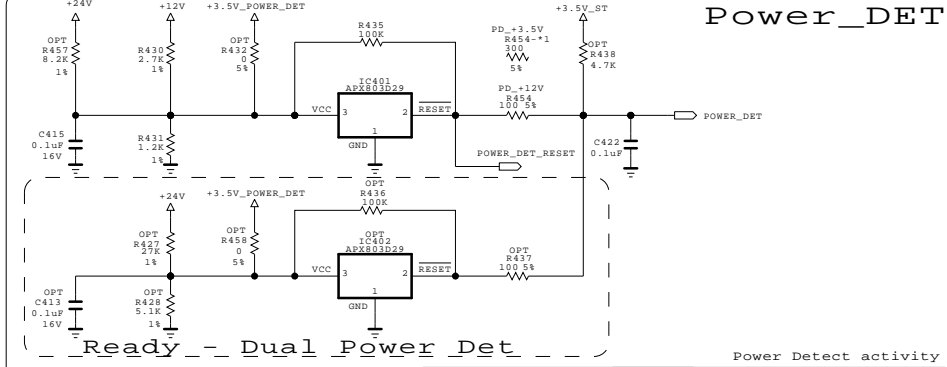 Power_DET
+24V
+12V
+3.5V_POWER_DET
+3.5V_ST
OPT
R457
8.2K
1%
R430
2.7K
1%
OPT
R432
0
5%
R435
100K
PD_+3.5V
R454-*1
300
5%
OPT
R438
4.7K
IC401
APX803D29
VCC
3
2
RESET
1
GND
PD_+12V
R454
100 5%
POWER_DET
C415
0.1uF
16V
R431
1.2K
1%
POWER_DET_RESET
C422
0.1uF
+24V
+3.5V_POWER_DET
OPT
R436
100K
OPT
R427
27K
1%
OPT
R458
0
5%
OPT
IC402
APX803D29
VCC
3
2
RESET
1
GND
OPT
R437
100 5%
OPT
C413
0.1uF
16V
OPT
R428
5.1K
1%
Ready - Dual Power Det
Power Detect activity